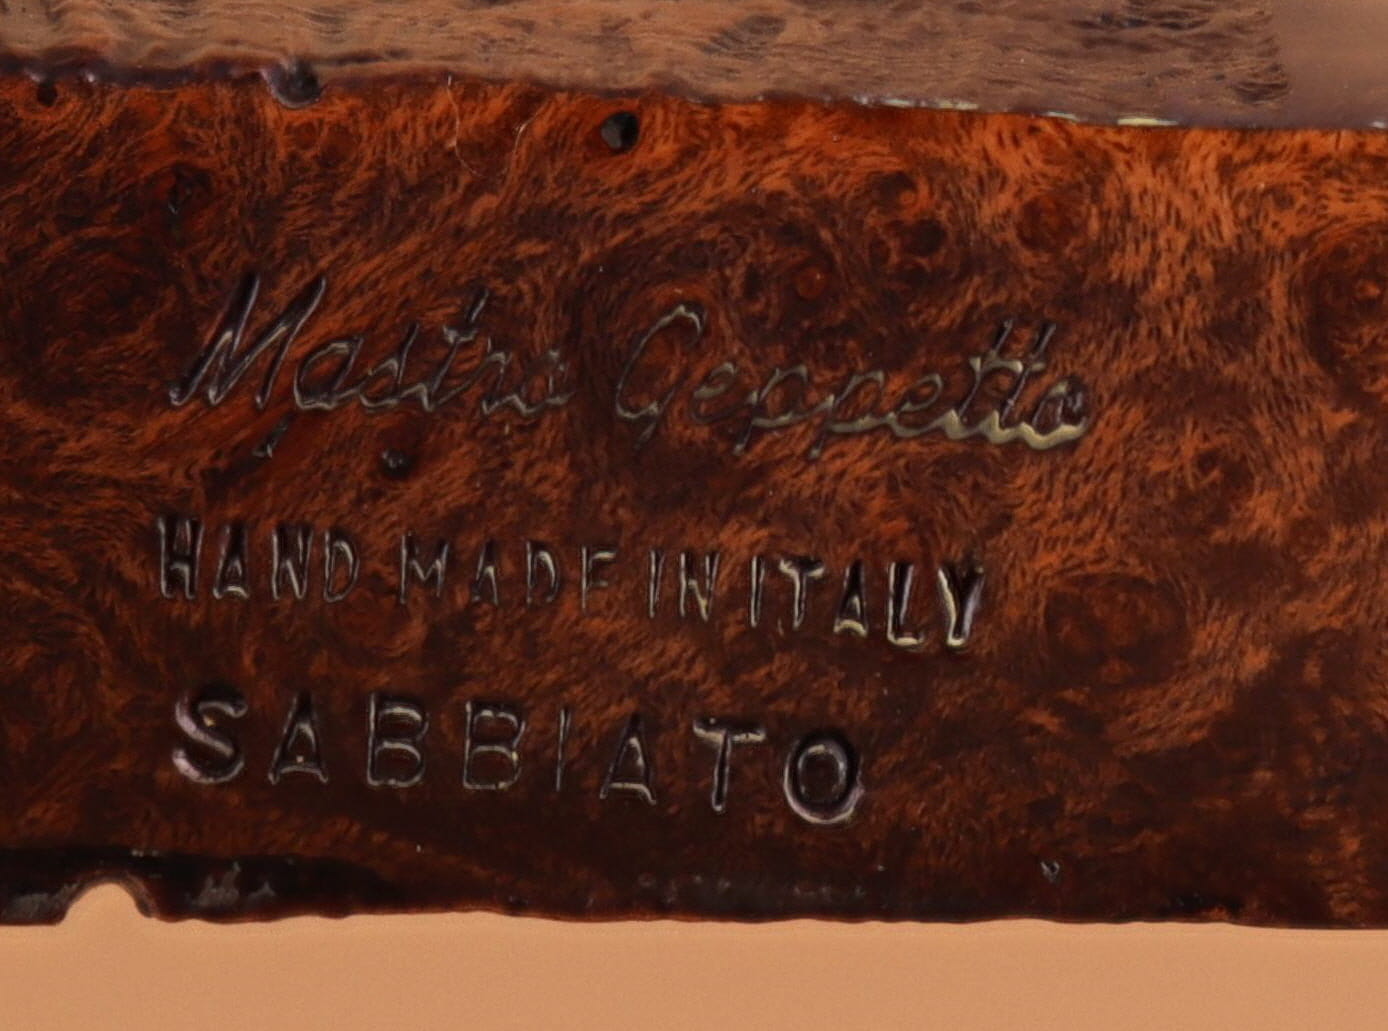 Mastro Geppetto
HAND MADE IN ITALY
SABBIATO